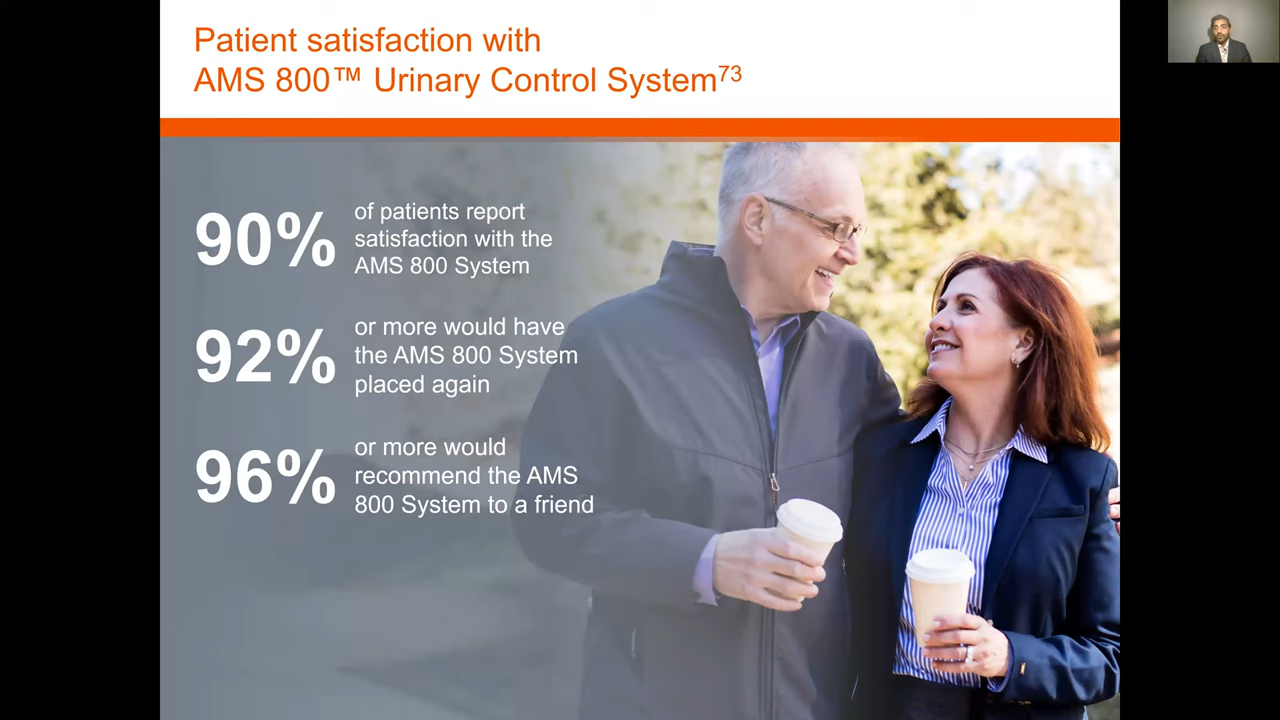 Patient satisfaction with
AMS 800™ Urinary Control System73
90%
of patients report
satisfaction with the
AMS 800 System
92%
or more would have
the AMS 800 System
placed again
96%
or more would
recommend the AMS
800 System to a friend